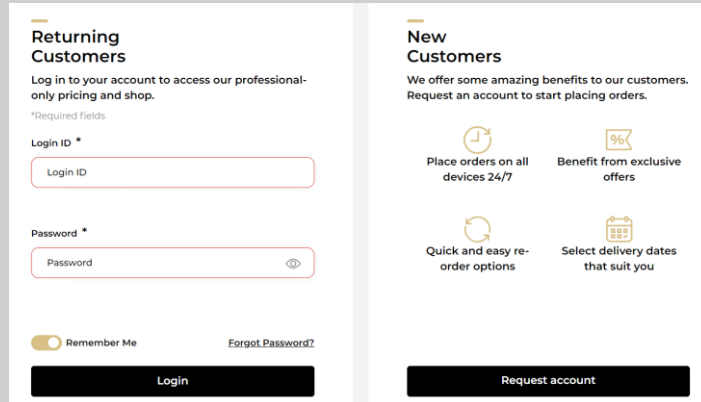 Returning
Customers
Log in to your account to access our professional-
only pricing and shop.
*Required fields
Login ID *
Login ID
Password *
Password
Remember Me
Forgot Password?
Login
New
Customers
We offer some amazing benefits to our customers.
Request an account to start placing orders.
Place orders on all
devices 24/7
%
Benefit from exclusive
offers
Quick and easy re-
order options
Select delivery dates
that suit you
Request account